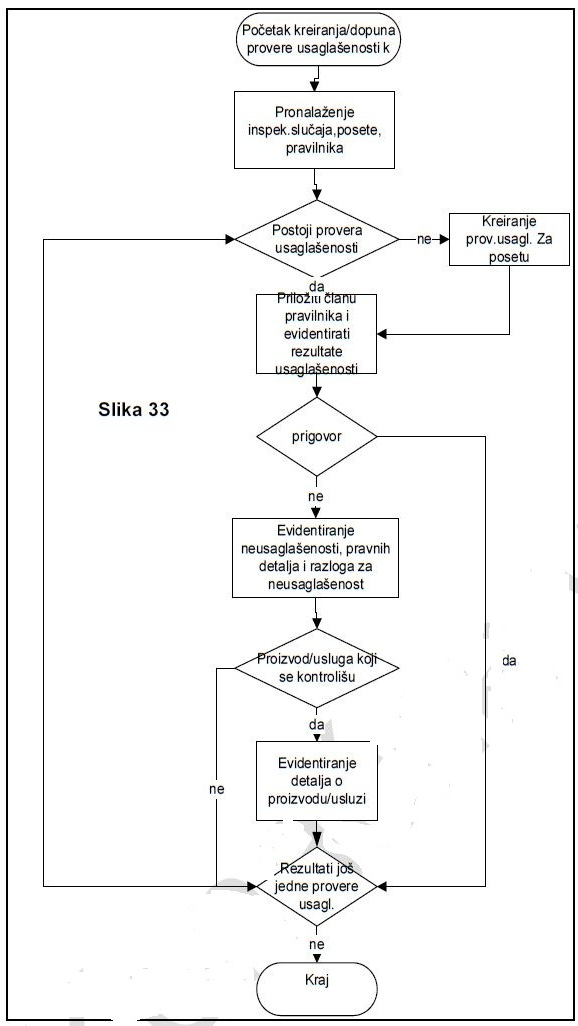 Početak kreiranja/dopuna
provere usaglašenosti k
Pronalaženje
inspek.slučaja,posete,
pravilnika
Postoji provera
usaglašenosti
ne
Kreiranje
prov.usagl. Za
posetu
da
Priložiti članu
pravilnika i
evidentirati
rezultate
usaglašenosti
Slika 33
prigovor
ne
Evidentiranje
neusaglašenosti, pravnih
detalja i razloga za
neusaglašenost
Proizvod/usluga koji
se kontrolišu
da
da
Evidentiranje
detalja o
proizvodu/usluzi
ne
Rezultati još
jedne provere
usagl.
ne
Kraj